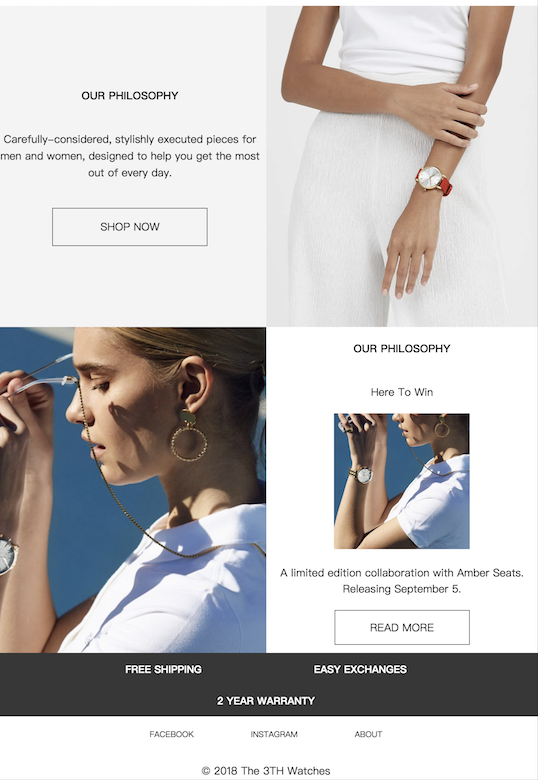 OUR PHILOSOPHY
Carefully-considered, stylishly executed pieces for
men and women, designed to help you get the most
out of every day.
SHOP NOW
OUR PHILOSOPHY
Here To Win
A limited edition collaboration with Amber Seats.
Releasing September 5.
READ MORE
FREE SHIPPING
EASY EXCHANGES
2 YEAR WARRANTY
FACEBOOK
INSTAGRAM
ABOUT
© 2018 The 3TH Watches